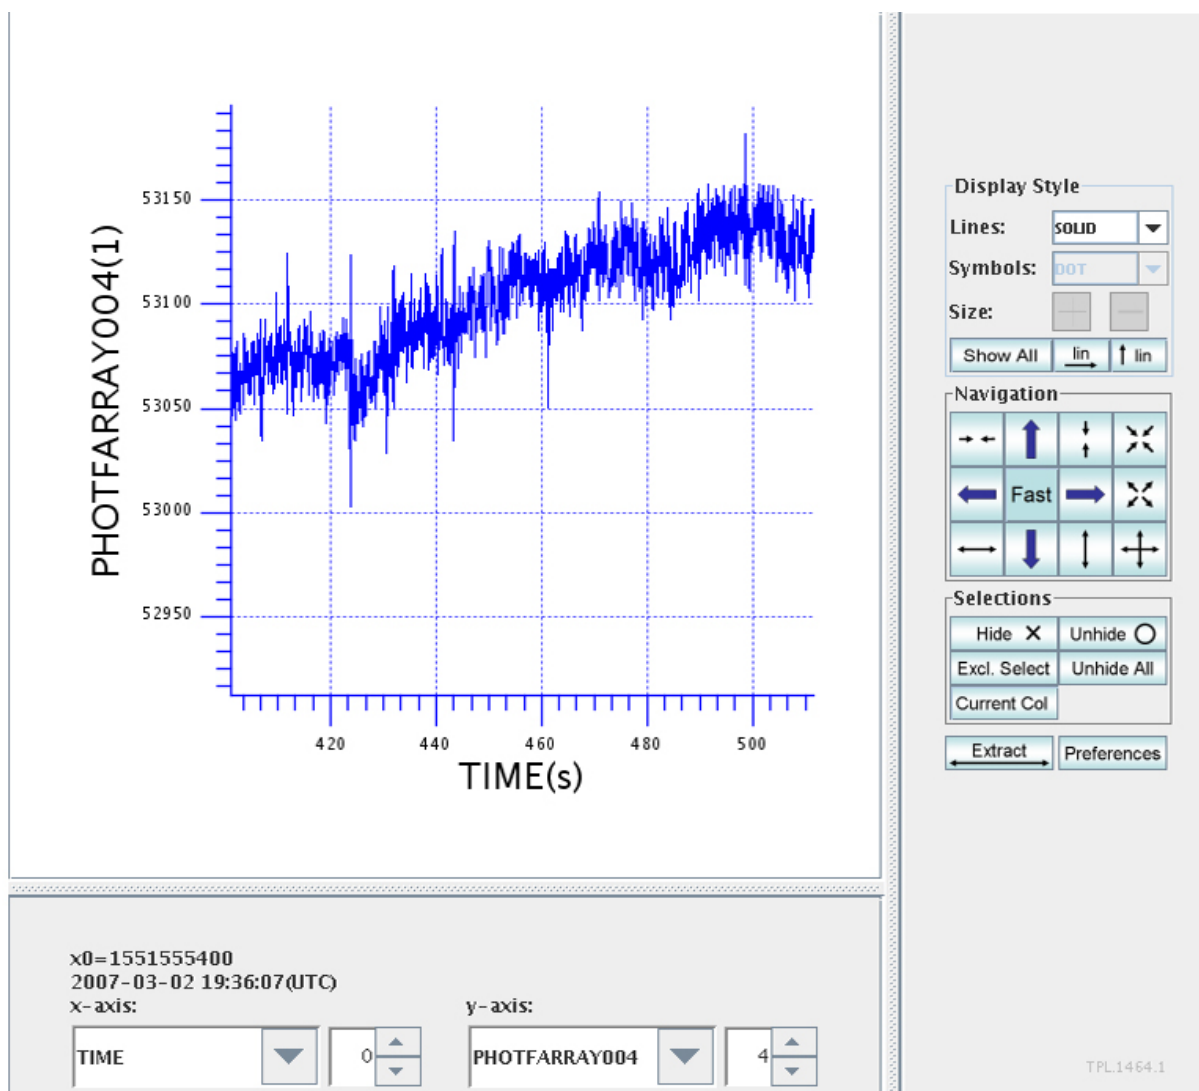 PHOTFARRAY004(1)
53150
53100
53050
53000
52950
420 440 460 480 500
TIME(s)
Display Style
Lines: SOLID
Symbols: DOT
Size:
Show All lin lin
Navigation
Fast
Selections
Hide Unhide
Excl. Select Unhide All
Current Col
Extract Preferences
x0=1551555400
2007-03-02 19:36:07(UTC)
x-axis: y-axis:
TIME 0 PHOTFARRAY004 4
TPL.1464.1